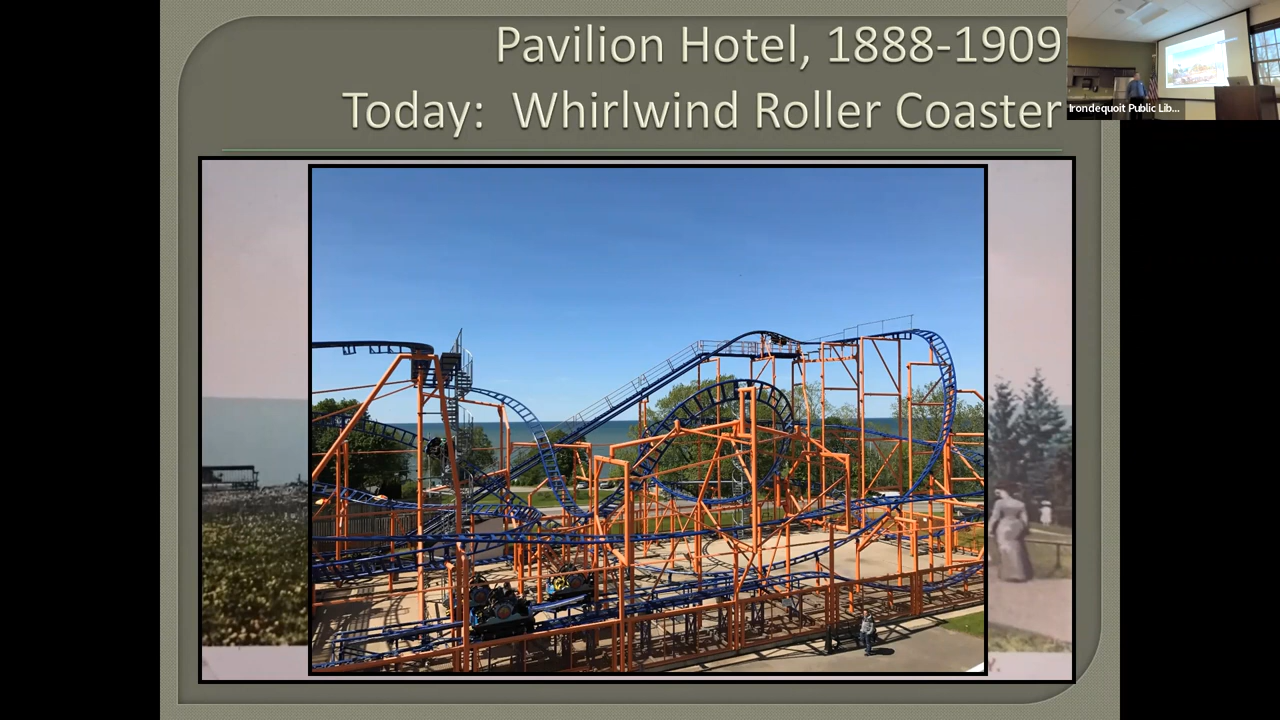 Pavilion Hotel, 1888-1909
Today:  Whirlwind Roller Coaster
Irondequoit Public Lib...